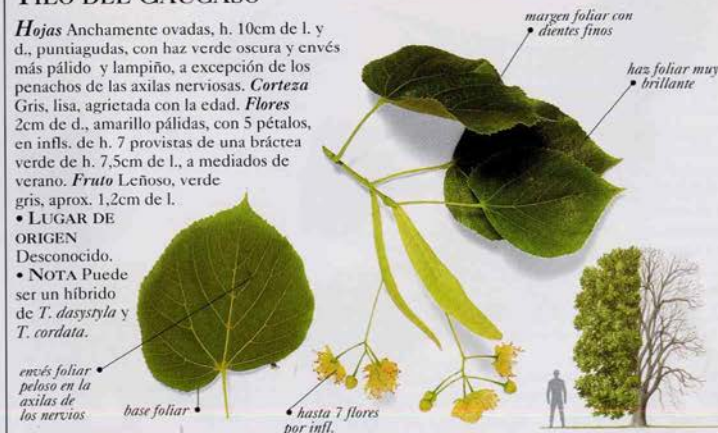 TILO DEL CÁUCASO
Hojas Anchamente ovadas, h. 10cm de l. y
d., puntiagudas, con haz verde oscura y envés
más pálido y lampiño, a excepción de los
penachos de las axilas nerviosas. Corteza
Gris, lisa, agrietada con la edad. Flores
2cm de d., amarillo pálidas, con 5 pétalos,
en infls. de h. 7 provistas de una bráctea
verde de h. 7,5cm de l., a mediados de
verano. Fruto Leñoso, verde
gris, aprox. 1,2cm de l.
• LUGAR DE
ORIGEN
Desconocido.
• NOTA Puede
ser un híbrido
de T. dasystyla y
T. cordata.
envés foliar
peloso en la
axilas de
los nervios
base foliar
• hasta 7 flores
por infl.
margen foliar con
• dientes finos
haz foliar muy
• brillante